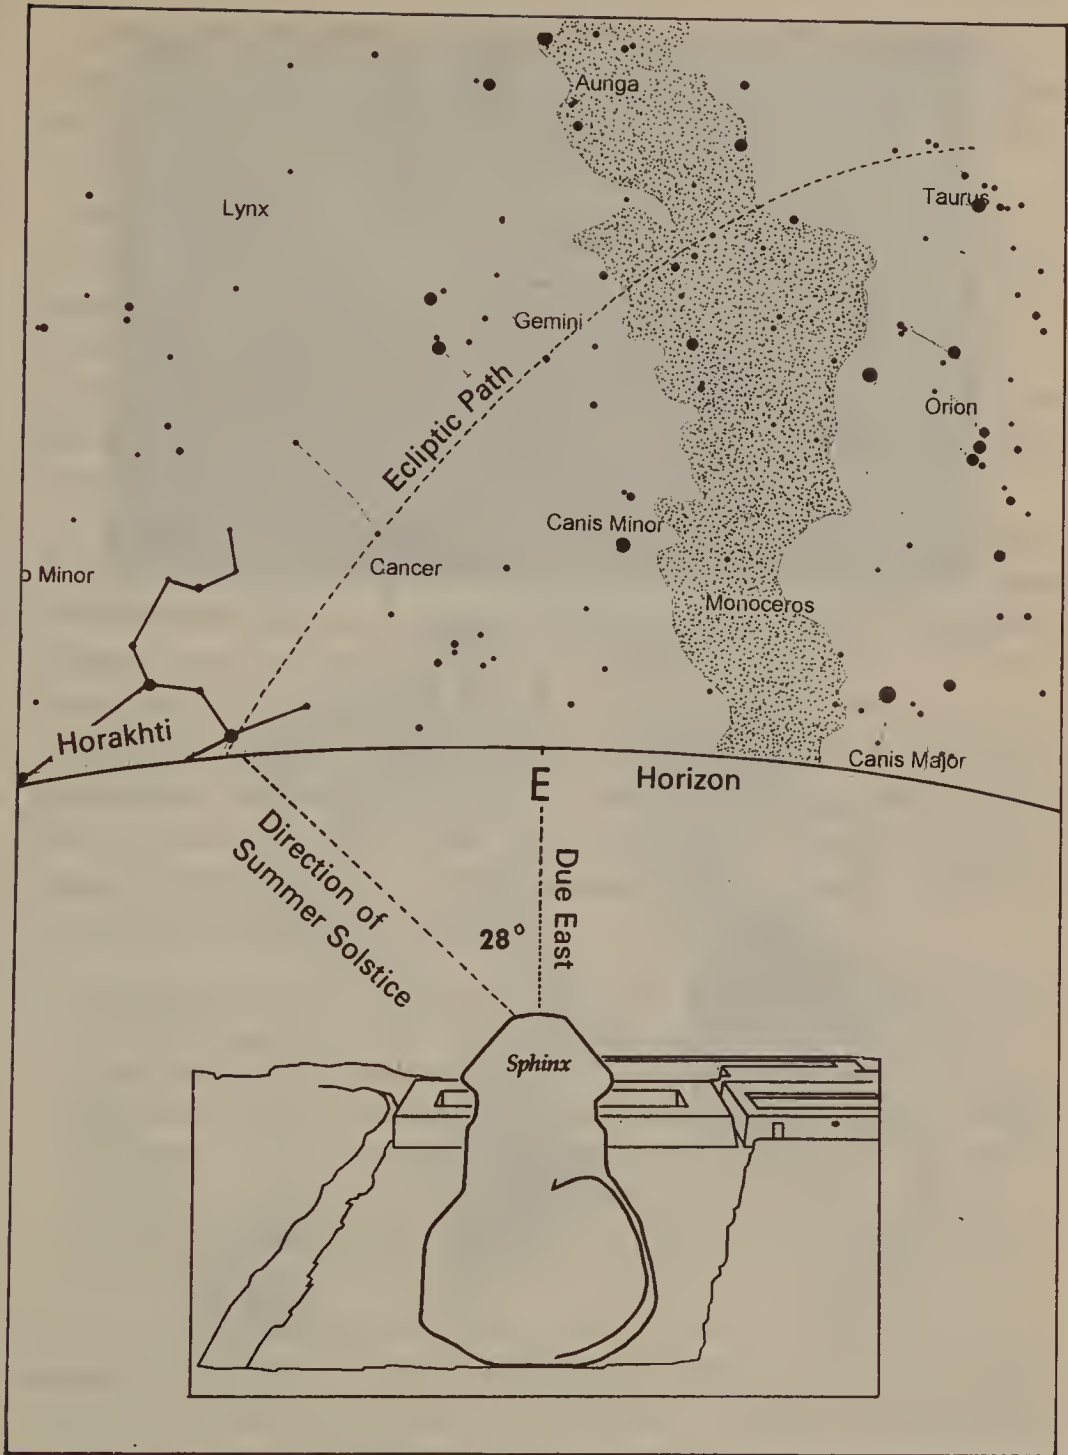 Aunga
Lynx
Taurus
Gemini
Ecliptic Path
Orion
Canis Minor
Cancer
o Minor
Monoceros
Horakhti
Canis Major
Horizon
E
Direction of
Summer Solstice
Due East
28°
Sphinx